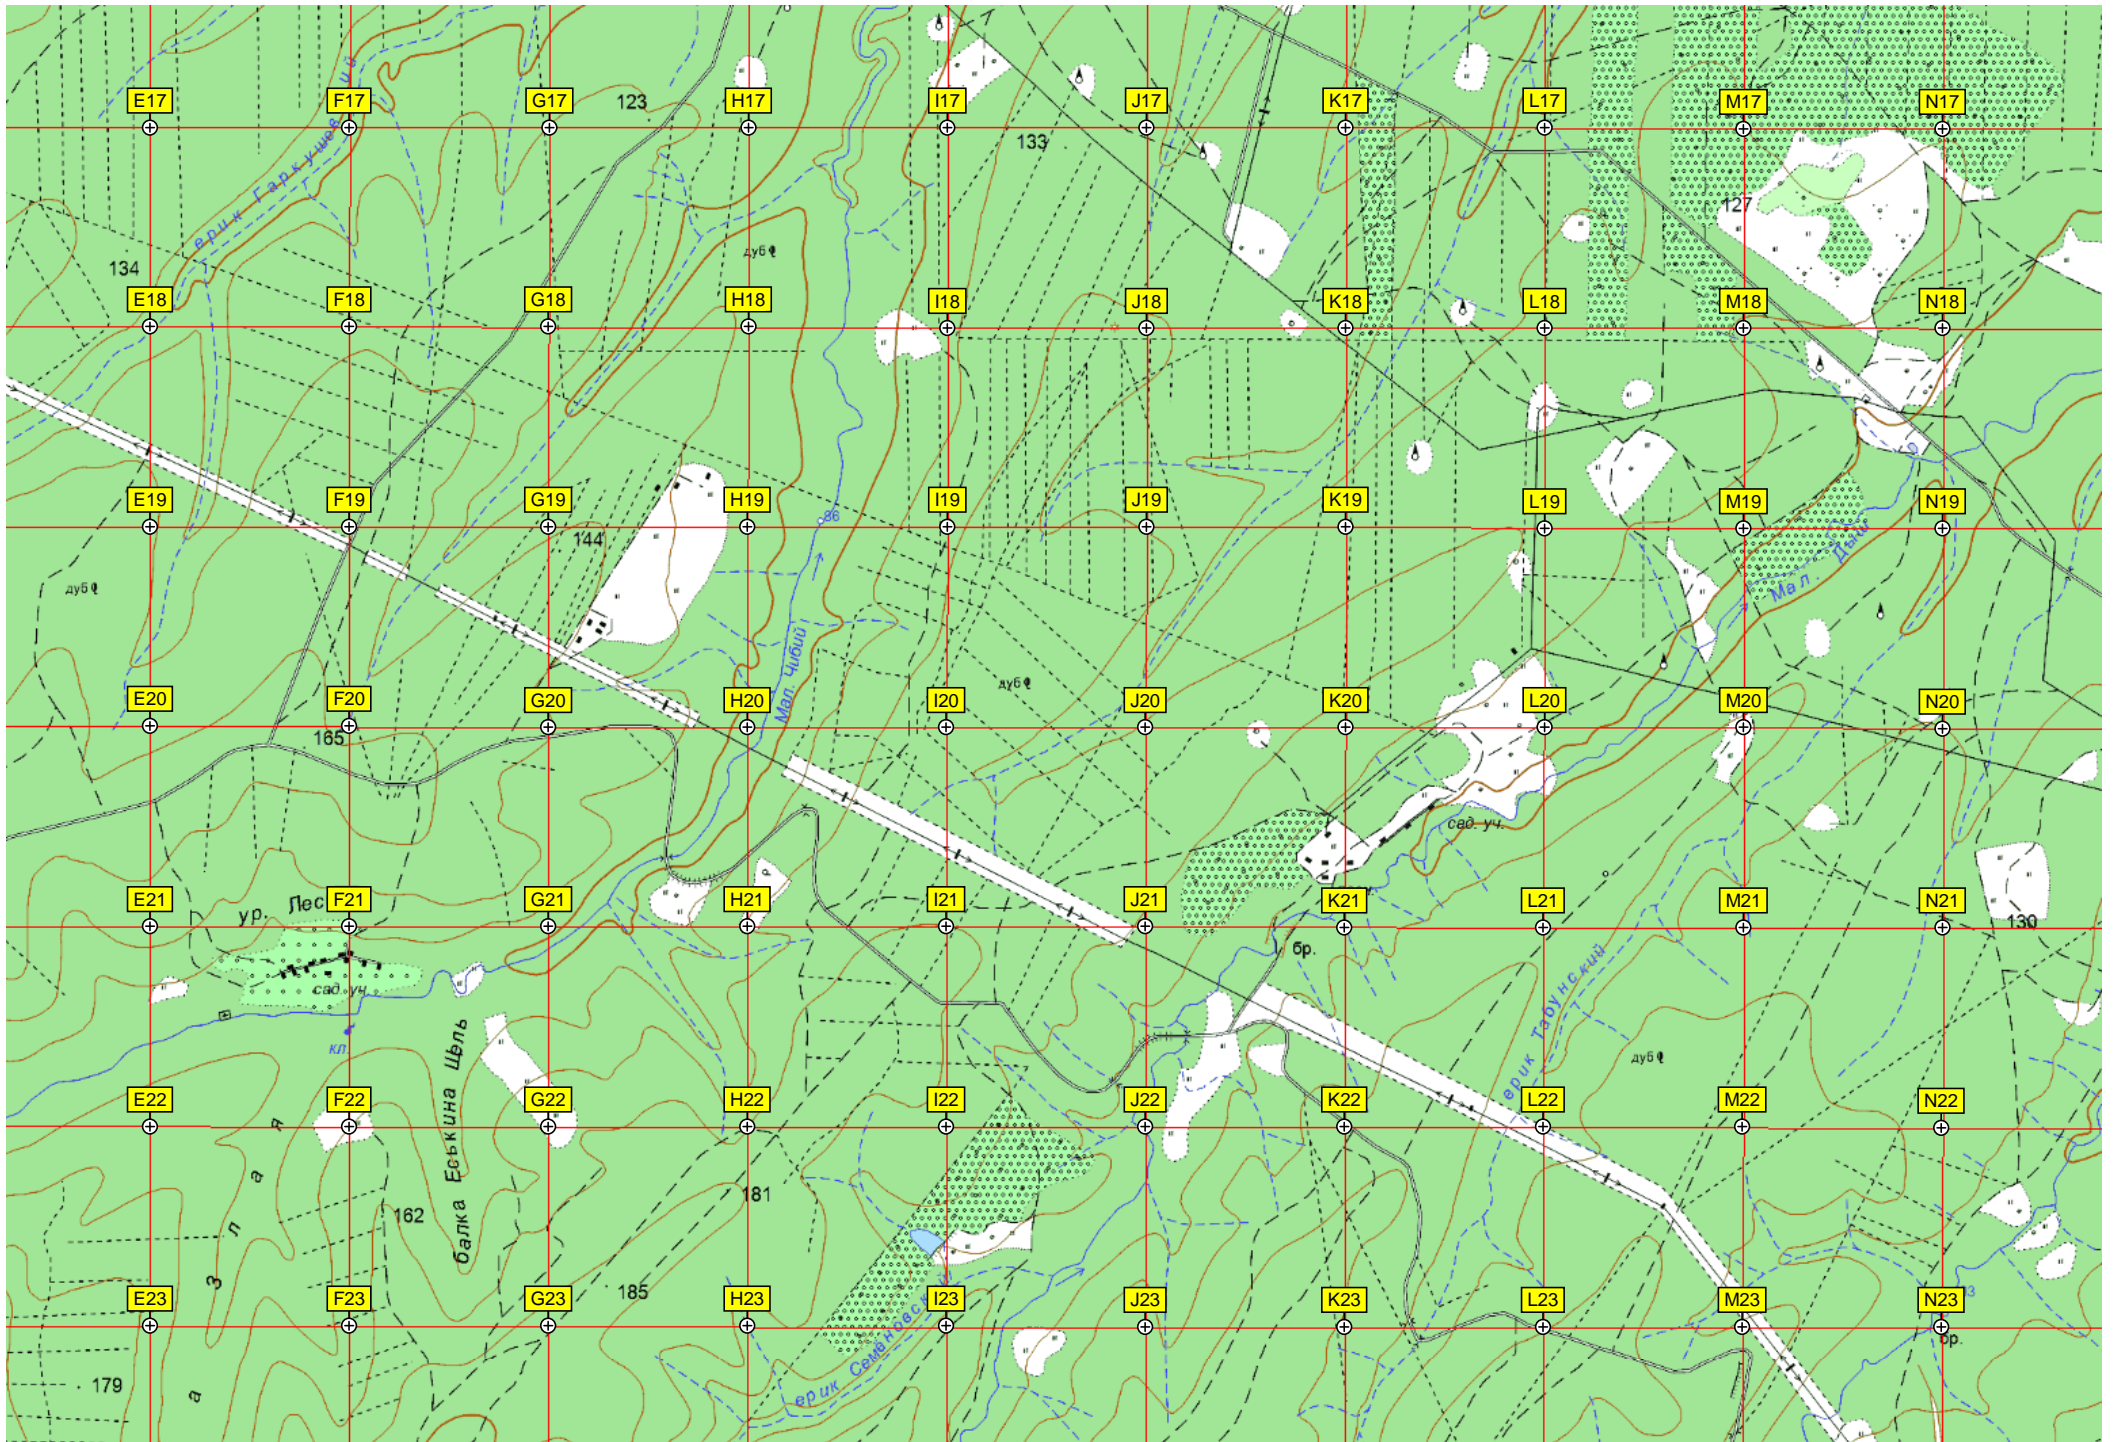 E17 F17 G17 H17 I17 J17 K17 L17 M17 N17
123
133
ерик Гаркушевский
127
дуб
134
E18 F18 G18 H18 I18 J18 K18 L18 M18 N18
E19 F19 G19 H19 I19 J19 K19 L19 M19 N19
86
144
Мал. Дыш
дуб
Мал. Чибий
дуб
E20 F20 G20 H20 I20 J20 K20 L20 M20 N20
165
сад. уч.
E21 F21 G21 H21 I21 J21 K21 L21 M21 N21
ур. Лес
130
бр.
сад. уч.
ерик Табунский
кл.
дуб
балка Еськина Щель
E22 F22 G22 H22 I22 J22 K22 L22 M22 N22
181
162
185
E23 F23 G23 H23 I23 J23 K23 L23 M23 N23
бр.
ерик Семёновский
179
а З л а я